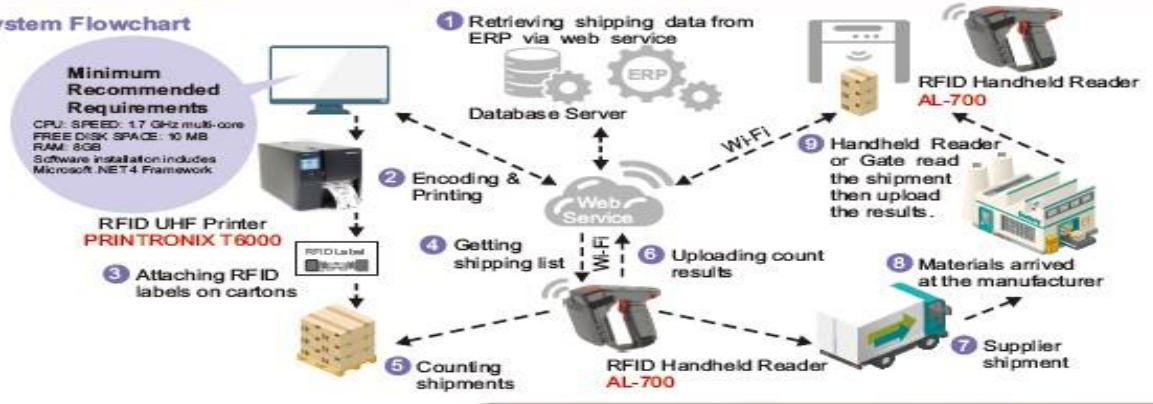 ystem Flowchart
Minimum
Recommended
Requirements
CPU: SPEED: 1.7 GHz multi-core
FREE DISK SPACE: 10 MB
RAM: 8GB
Software installation includes
Microsoft .NET 4 Framework
1 Retrieving shipping data from
ERP via web service
ERP
Database Server
RFID Handheld Reader
AL-700
Wi-Fi
9 Handheld Reader
or Gate read
the shipment
then upload
the results.
2 Encoding &
Printing
Web
Service
RFID UHF Printer
PRINTRONIX T6000
RFID Label
3 Attaching RFID
labels on cartons
4 Getting
shipping list
Wi-Fi
6 Uploading count
results
8 Materials arrived
at the manufacturer
5 Counting
shipments
RFID Handheld Reader
AL-700
7 Supplier
shipment